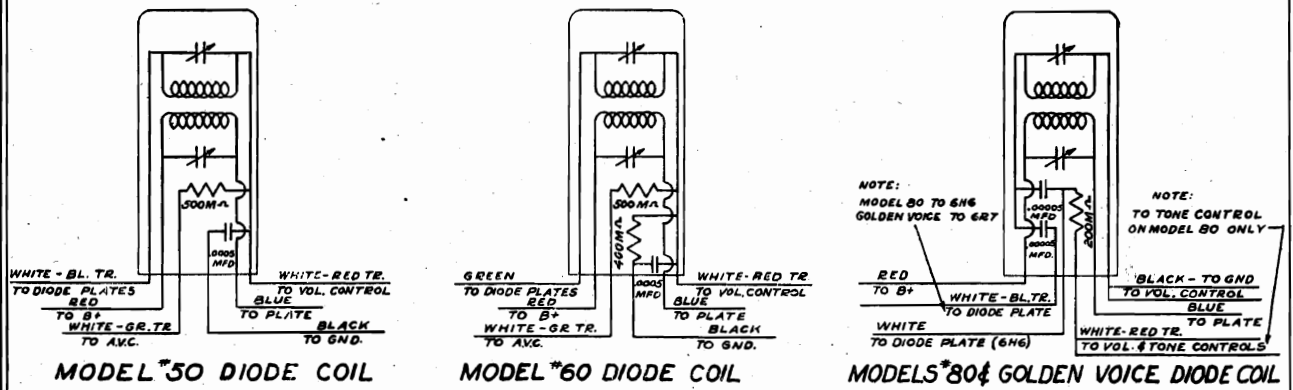 500MΩ
.0005
MFD
WHITE-BL. TR.
TO DIODE PLATES
RED
TO B+
WHITE-GR. TR
TO A.V.C.
WHITE-RED TR.
TO VOL. CONTROL
BLUE
TO PLATE
BLACK
TO GND.
MODEL #50 DIODE COIL
500MΩ
400MΩ
.0005
MFD
GREEN
TO DIODE PLATES
RED
TO B+
WHITE-GR. TR.
TO A.V.C.
WHITE-RED TR
TO VOL. CONTROL
BLUE
TO PLATE
BLACK
TO GND.
MODEL #60 DIODE COIL
NOTE:
MODEL 80 TO 6H6
GOLDEN VOICE TO 6R7
.00005
MFD
.00005
MFD.
200MΩ
NOTE:
TO TONE CONTROL
ON MODEL 80 ONLY
RED
TO B+
WHITE-BL. TR.
TO DIODE PLATE
WHITE
TO DIODE PLATE (6H6)
BLACK-TO GND
TO VOL. CONTROL
BLUE
TO PLATE
WHITE-RED TR.
TO VOL. & TONE CONTROLS
MODELS #80 & GOLDEN VOICE DIODE COIL